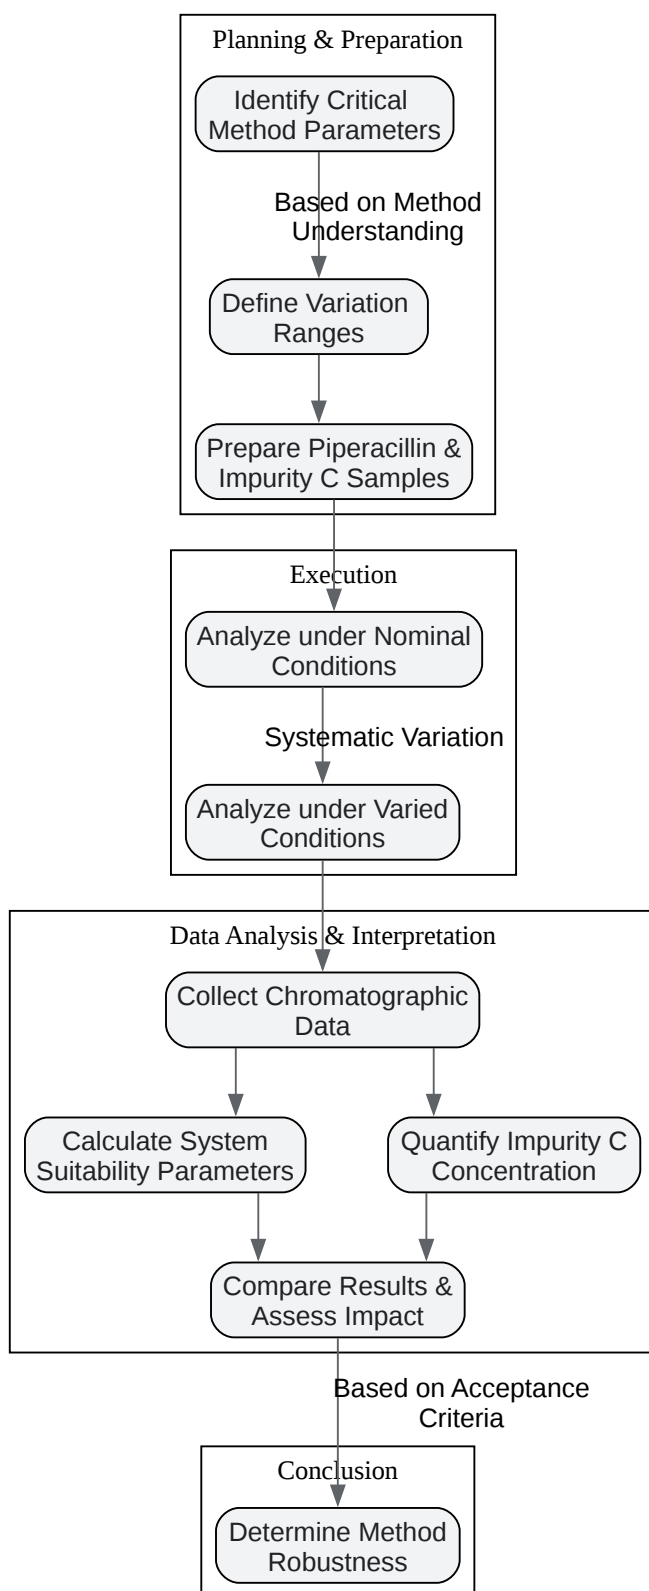 Planning & Preparation
Identify Critical
Method Parameters
Based on Method
Understanding
Define Variation
Ranges
Prepare Piperacillin &
Impurity C Samples
Execution
Analyze under Nominal
Conditions
Systematic Variation
Analyze under Varied
Conditions
Data Analysis & Interpretation
Collect Chromatographic
Data
Calculate System
Suitability Parameters
Quantify Impurity C
Concentration
Compare Results &
Assess Impact
Based on Acceptance
Criteria
Conclusion
Determine Method
Robustness